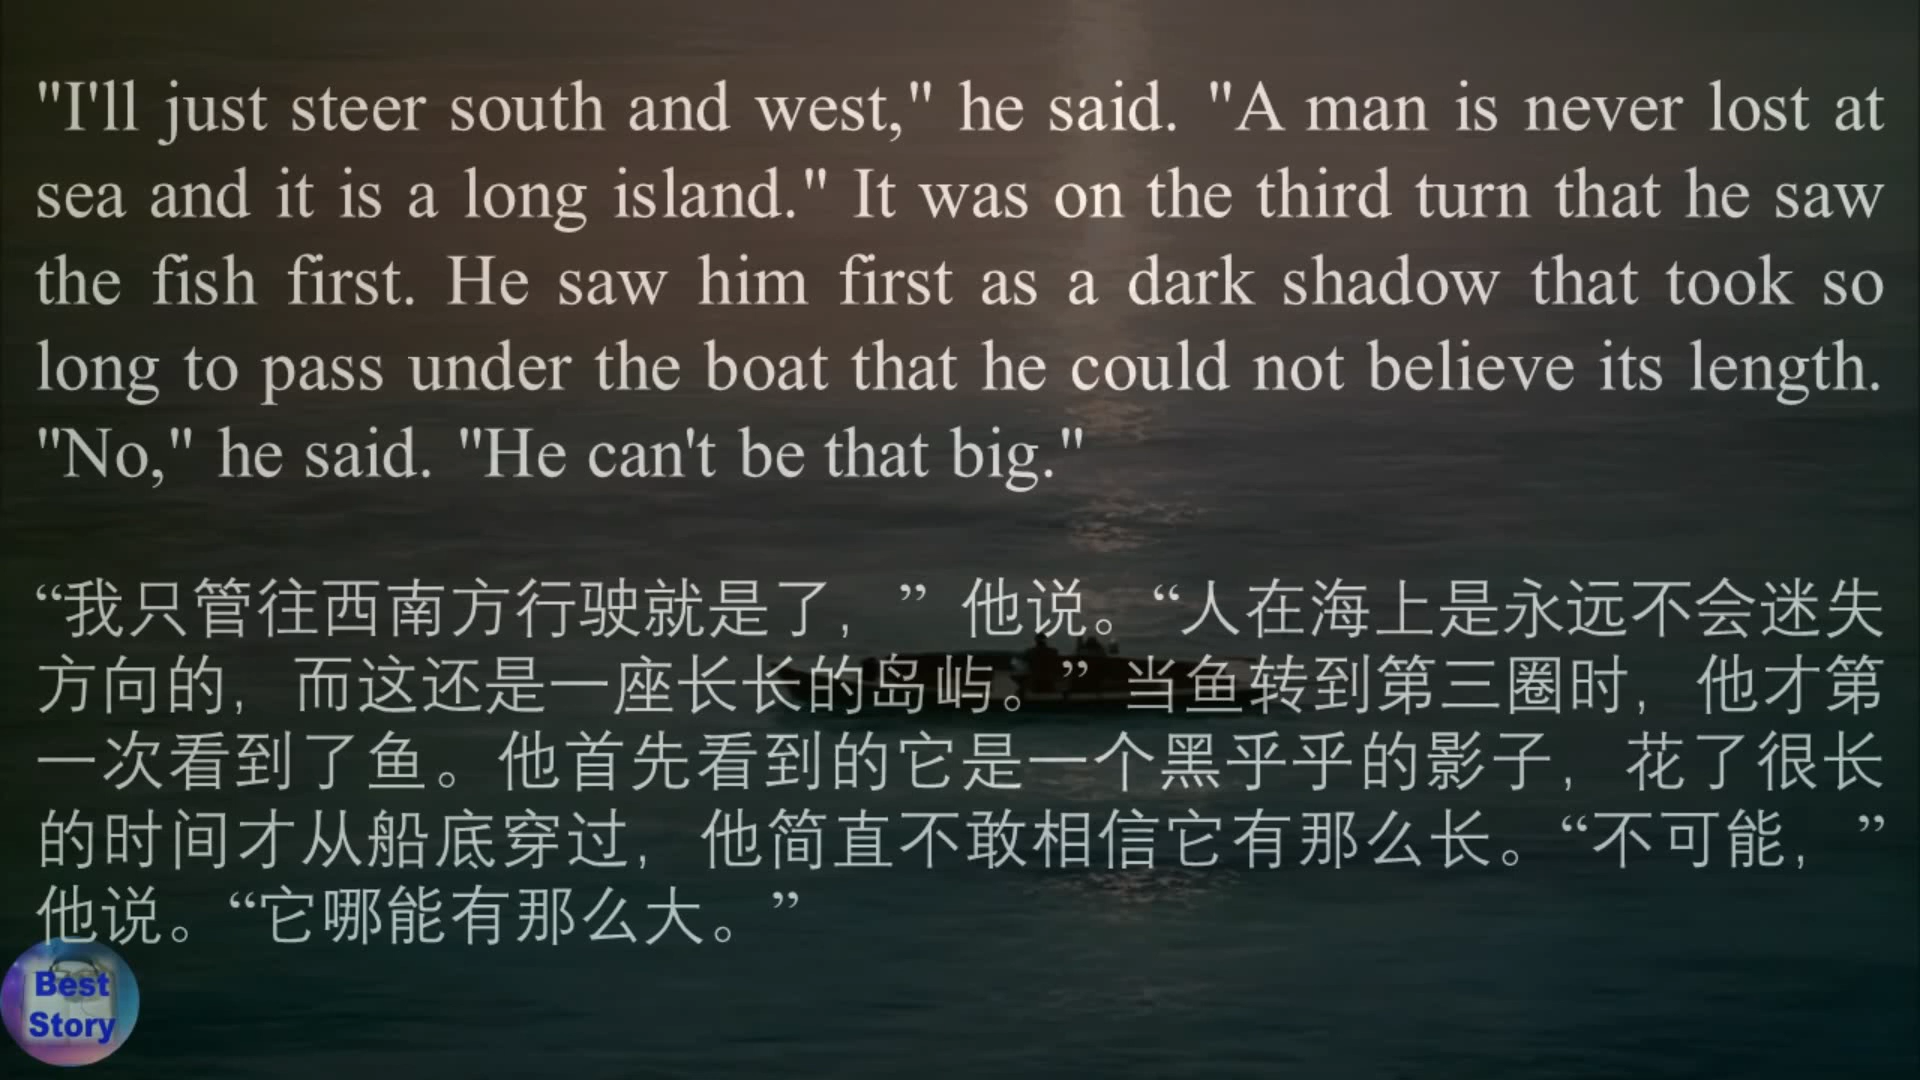 "I'll just steer south and west," he said. "A man is never lost at
sea and it is a long island." It was on the third turn that he saw
the fish first. He saw him first as a dark shadow that took so
long to pass under the boat that he could not believe its length.
"No," he said. "He can't be that big."
“我只管往西南方行驶就是了，” 他说。“人在海上是永远不会迷失
方向的，而这还是一座长长的岛屿。” 当鱼转到第三圈时，他才第
一次看到了鱼。他首先看到的它是一个黑乎乎的影子，花了很长
的时间才从船底穿过，他简直不敢相信它有那么长。“不可能，”
他说。“它哪能有那么大。”
Best
Story